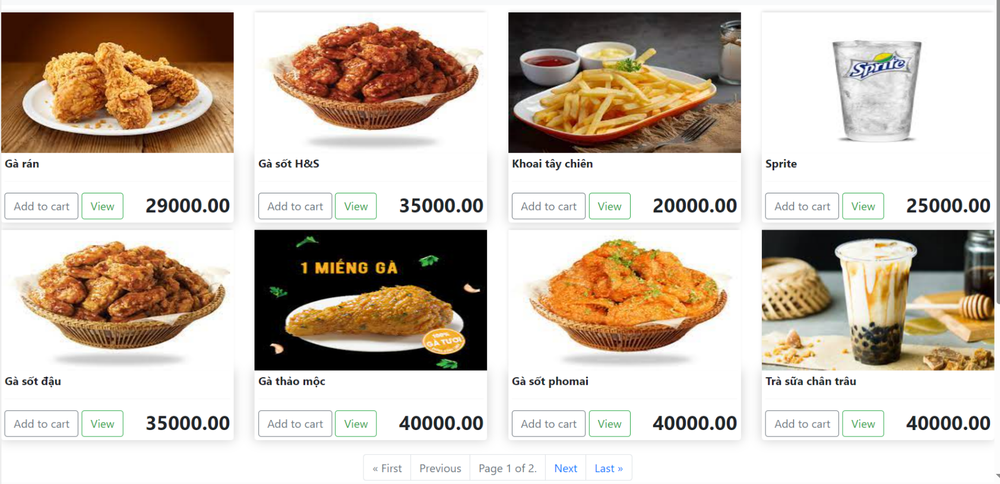 Sprite
Gà rán
Gà sốt H&S
Khoai tây chiên
Sprite
Add to cart View 29000.00
Add to cart View 35000.00
Add to cart View 20000.00
Add to cart View 25000.00
1 MIẾNG GÀ
100%
GÀ TƯƠI
Gà sốt đậu
Gà thảo mộc
Gà sốt phomai
Trà sữa chân trâu
Add to cart View 35000.00
Add to cart View 40000.00
Add to cart View 40000.00
Add to cart View 40000.00
« First Previous Page 1 of 2. Next Last »